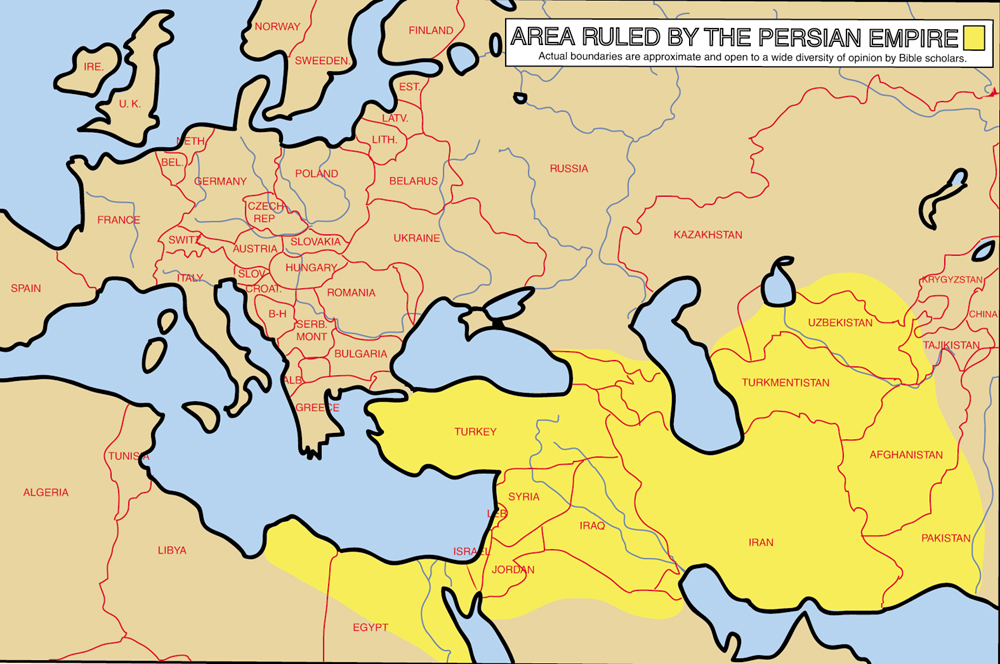 AREA RULED BY THE PERSIAN EMPIRE
Actual boundaries are approximate and open to a wide diversity of opinion by Bible scholars.
NORWAY
FINLAND
SWEEDEN.
IRE.
U. K.
EST.
LATV.
LITH.
NETH.
BEL.
GERMANY
POLAND
BELARUS
RUSSIA
CZECH
REP
FRANCE
SWITZ
AUSTRIA
SLOVAKIA
UKRAINE
KAZAKHSTAN
ITALY
SLOV.
HUNGARY
CROAT.
ROMANIA
SPAIN
B-H
SERB.
MONT
BULGARIA
ALB.
GREECE
KRYGYZSTAN
CHINA
UZBEKISTAN
TAJIKISTAN
TURKMENTISTAN
TURKEY
AFGHANISTAN
TUNISIA
ALGERIA
SYRIA
LEB
IRAQ
IRAN
PAKISTAN
LIBYA
ISRAEL
JORDAN
EGYPT